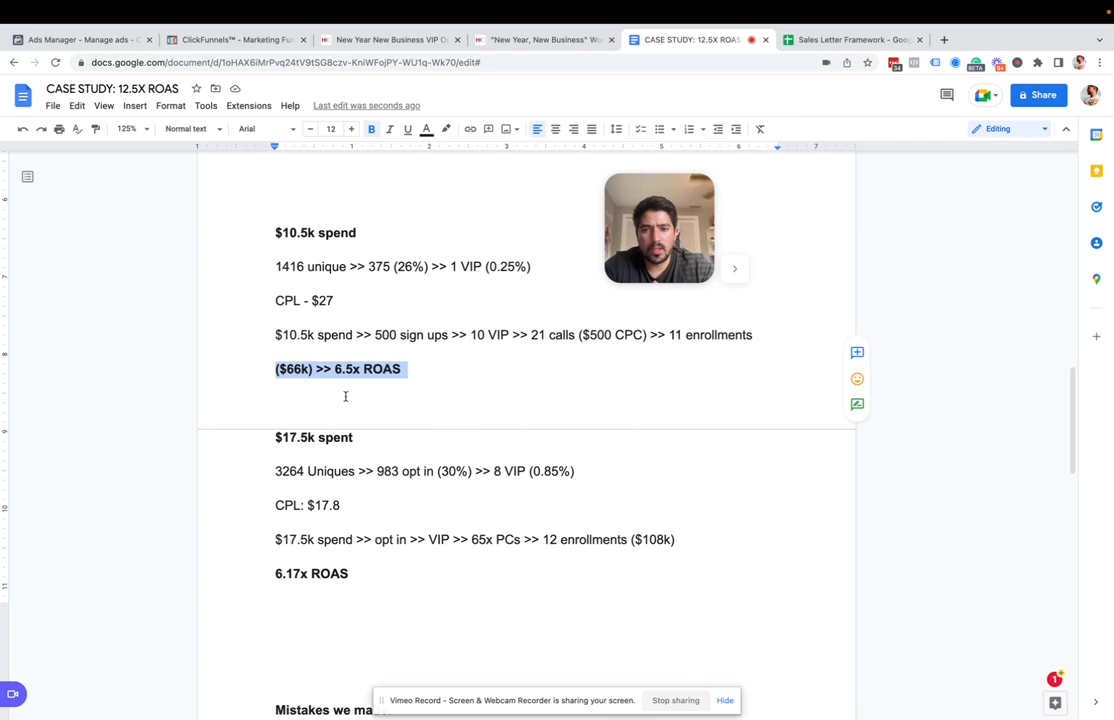 Ads Manager - Manage ads - C
ClickFunnels™ - Marketing Fun
New Year New Business VIP Op
"New Year, New Business" Wo
CASE STUDY: 12.5X ROAS
Sales Letter Framework - Goog
docs.google.com/document/d/1oHAX6iMrPvq24tV9tSG8czv-KniWFojPY-WU1q-Wk70/edit#
CASE STUDY: 12.5X ROAS
File Edit View Insert Format Tools Extensions Help Last edit was seconds ago
Share
125% Normal text Arial 12 B I U A Editing
$10.5k spend
1416 unique >> 375 (26%) >> 1 VIP (0.25%)
CPL - $27
$10.5k spend >> 500 sign ups >> 10 VIP >> 21 calls ($500 CPC) >> 11 enrollments
($66k) >> 6.5x ROAS
$17.5k spent
3264 Uniques >> 983 opt in (30%) >> 8 VIP (0.85%)
CPL: $17.8
$17.5k spend >> opt in >> VIP >> 65x PCs >> 12 enrollments ($108k)
6.17x ROAS
Vimeo Record - Screen & Webcam Recorder is sharing your screen. Stop sharing Hide
Mistakes we ma